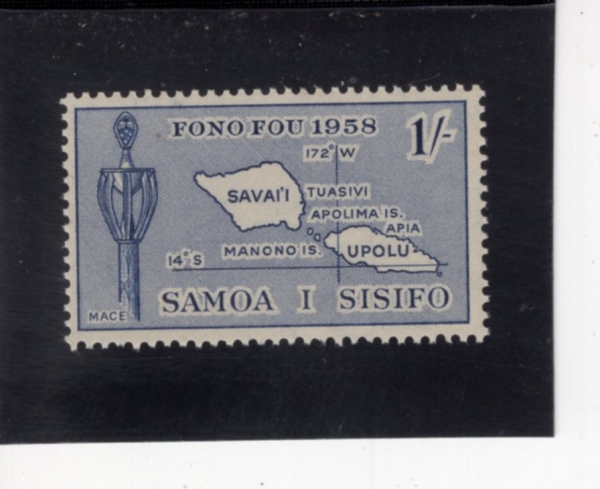 FONO FOU 1958
1/-
172° W
SAVAI'I
TUASIVI
APOLIMA IS.
APIA
MANONO IS.
UPOLU
14° S
SAMOA I SISIFO
MACE